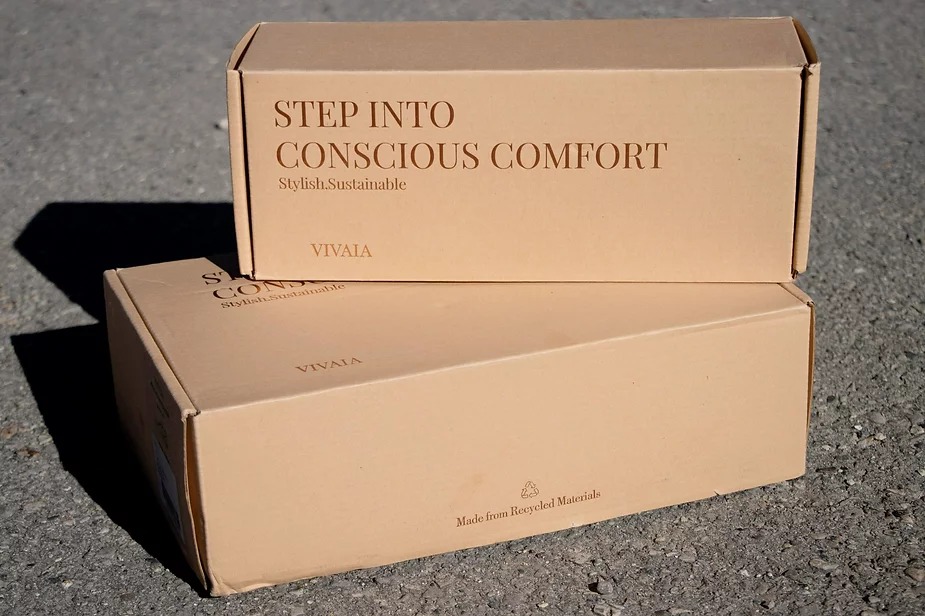 STEP INTO
CONSCIOUS COMFORT
Stylish.Sustainable
VIVAIA
Stylish.Sustainable
VIVAIA
Made from Recycled Materials